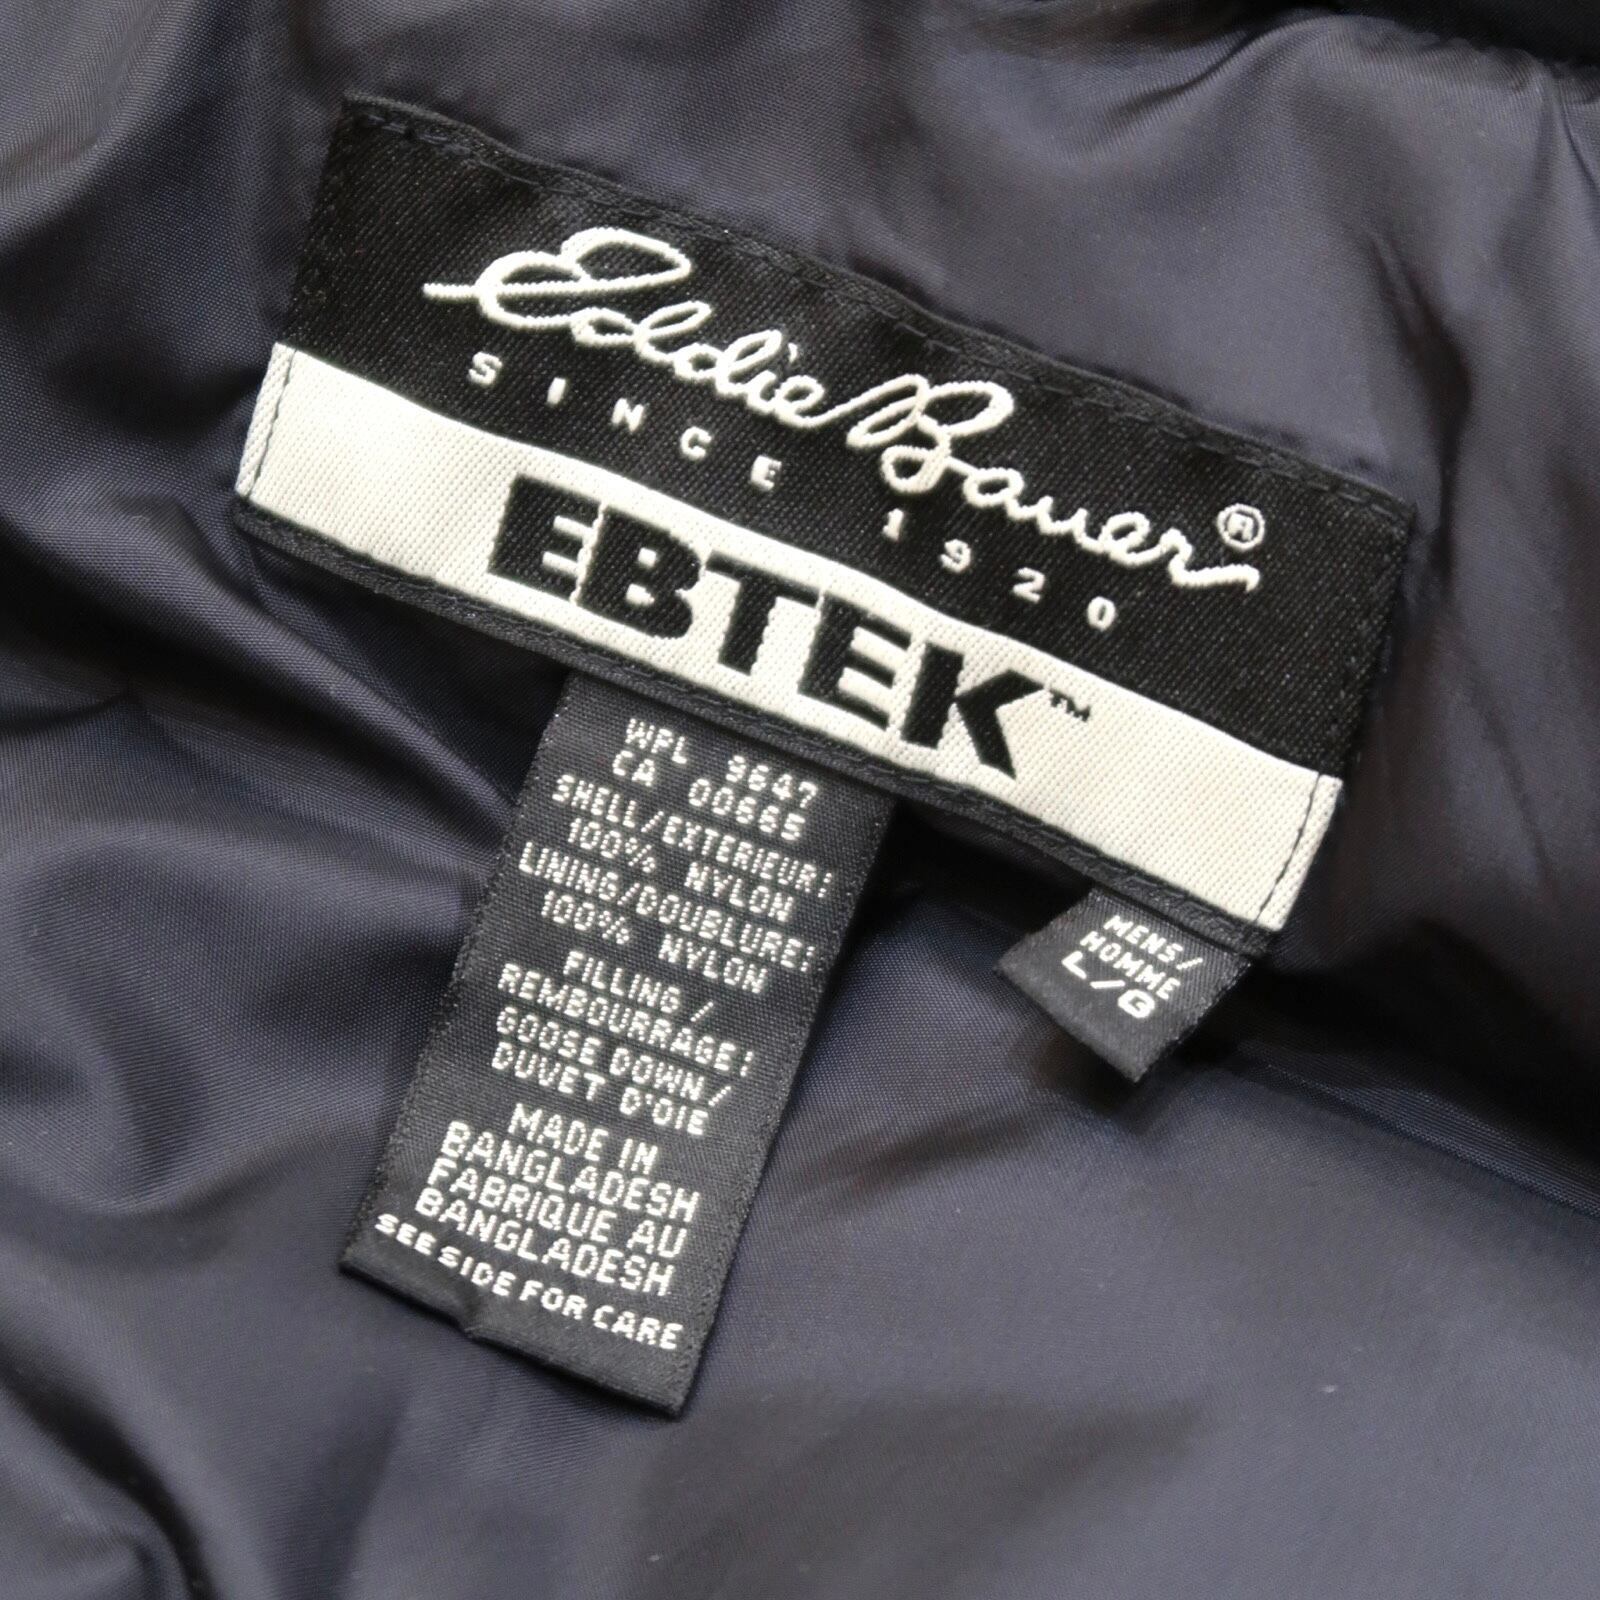 Eddie Bauer®
SINCE 1920
EBTEK™
WPL 9647
CA 00665
SHELL/EXTERIEUR:
100% NYLON
LINING/DOUBLURE:
100% NYLON
FILLING/
REMBOURRAGE:
GOOSE DOWN/
DUVET D'OIE
MADE IN
BANGLADESH
FABRIQUE AU
BANGLADESH
SEE SIDE FOR CARE
MENS/
HOMME
L/G